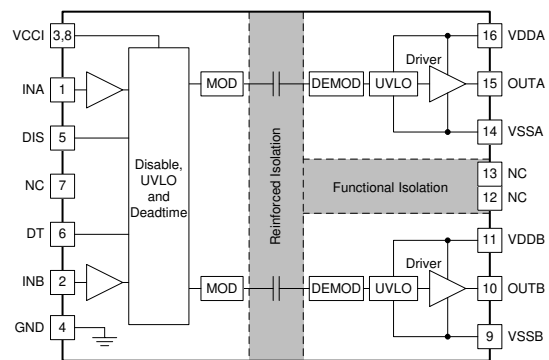 VCCI 3,8
INA 1
DIS 5
NC 7
DT 6
INB 2
GND 4
Disable,
UVLO
and
Deadtime
MOD
MOD
Reinforced Isolation
Functional Isolation
DEMOD
UVLO
Driver
16 VDDA
15 OUTA
14 VSSA
13 NC
12 NC
11 VDDB
DEMOD
UVLO
Driver
10 OUTB
9 VSSB